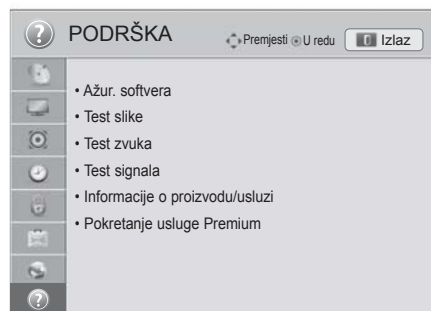 PODRŠKA Premjesti U redu Izlaz
• Ažur. softvera
• Test slike
• Test zvuka
• Test signala
• Informacije o proizvodu/usluzi
• Pokretanje usluge Premium